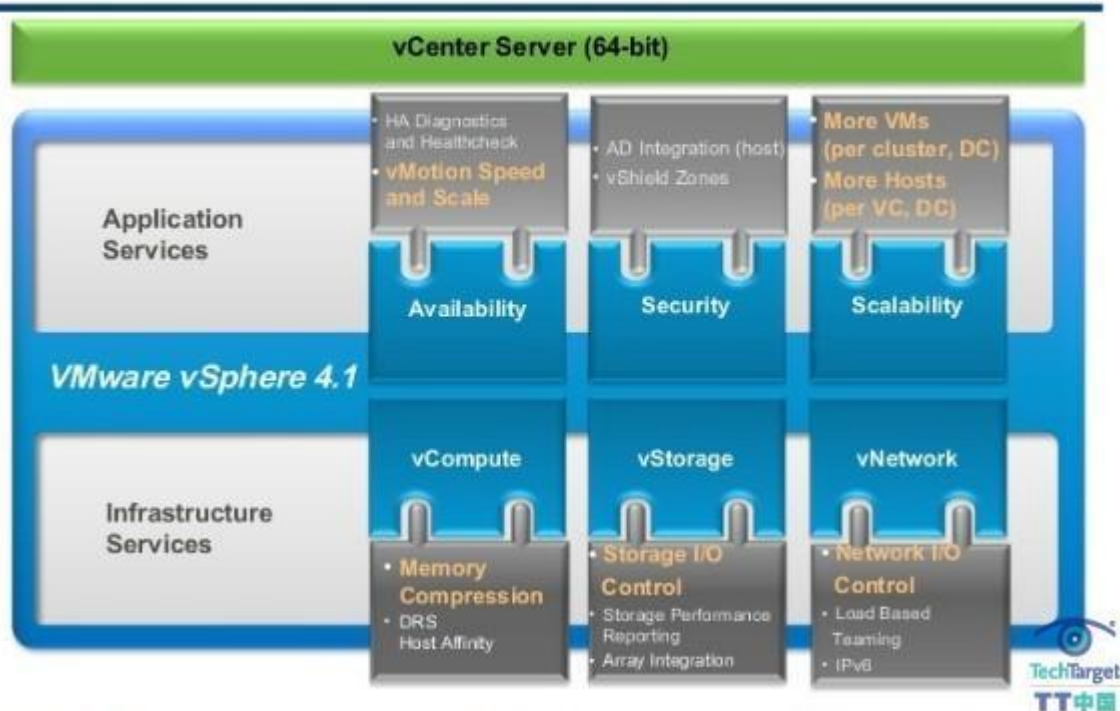 vCenter Server (64-bit)
• HA Diagnostics
and Healthcheck
• vMotion Speed
and Scale
• AD Integration (host)
• vShield Zones
• More VMs
(per cluster, DC)
• More Hosts
(per VC, DC)
Application
Services
Availability
Security
Scalability
VMware vSphere 4.1
vCompute
vStorage
vNetwork
Infrastructure
Services
• Memory
Compression
• DRS
Host Affinity
• Storage I/O
Control
• Storage Performance
Reporting
• Array Integration
• Network I/O
Control
• Load Based
Teaming
• IPv6
TechTarget
TT中国